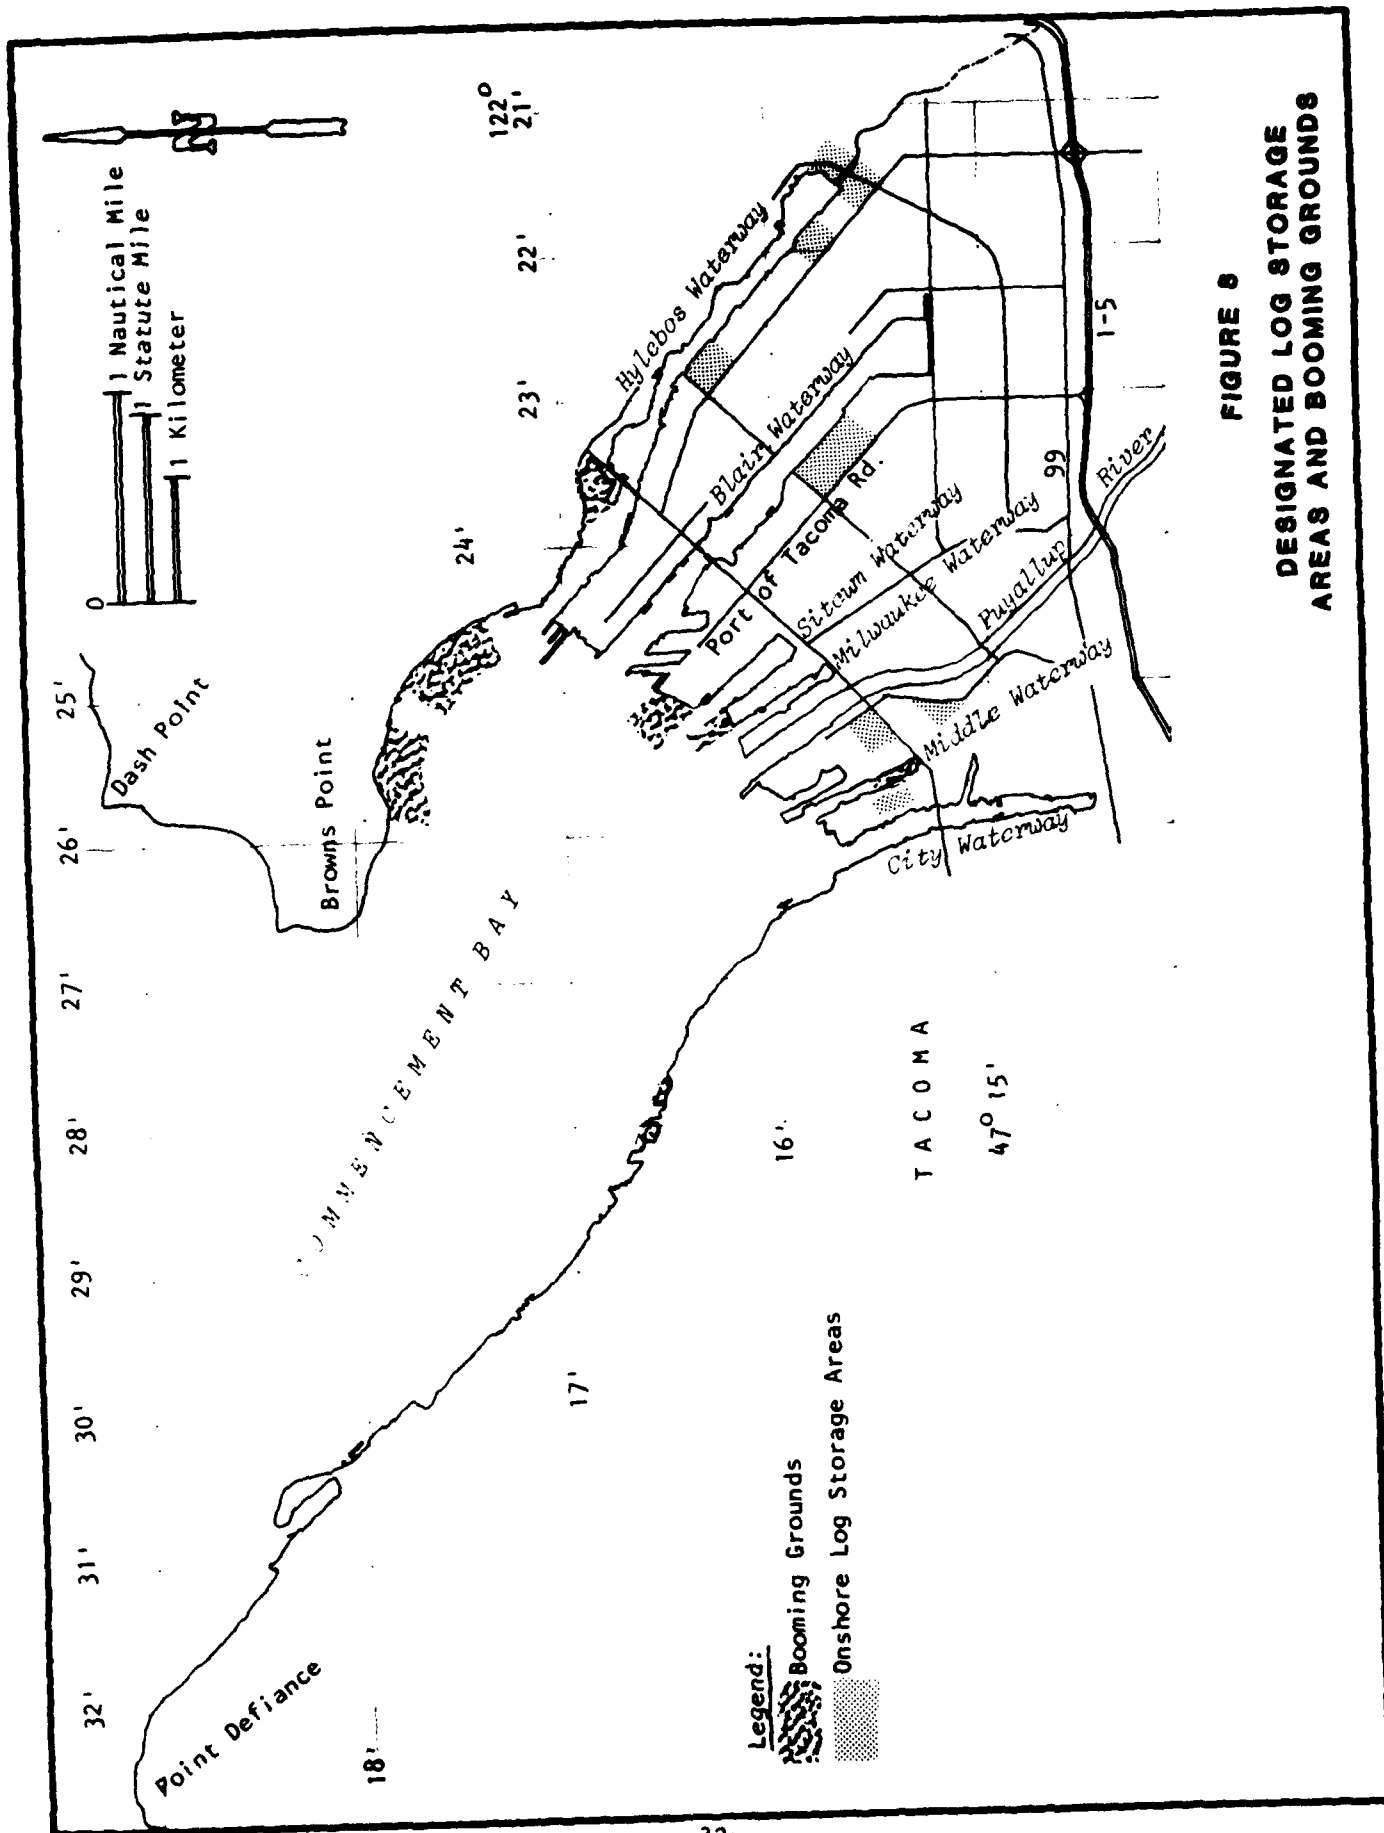 0
1 Nautical Mile
1 Statute Mile
1 Kilometer
N
32'
31'
30'
29'
28'
27'
26'
25'
24'
23'
22'
122° 21'
Dash Point
Browns Point
Point Defiance
COMMENCEMENT BAY
Hylebos Waterway
Blair Waterway
Port of Tacoma Rd.
Sitcum Waterway
Milwaukee Waterway
Puyallup River
Middle Waterway
City Waterway
99
I-5
18'
17'
16'
TACOMA
47° 15'
Legend:
Booming Grounds
Onshore Log Storage Areas
FIGURE 8
DESIGNATED LOG STORAGE
AREAS AND BOOMING GROUNDS